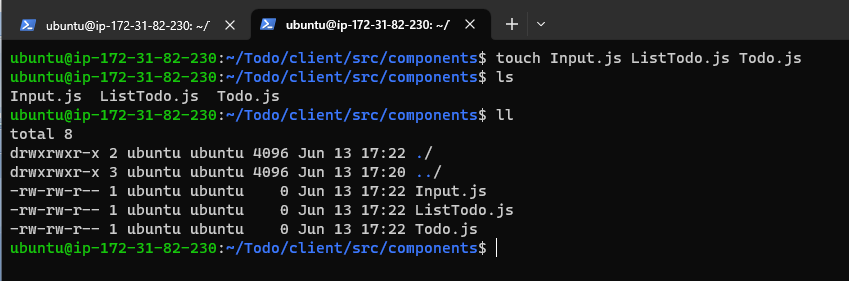 ubuntu@ip-172-31-82-230: ~/
ubuntu@ip-172-31-82-230: ~/
ubuntu@ip-172-31-82-230:~/Todo/client/src/components$ touch Input.js ListTodo.js Todo.js
ubuntu@ip-172-31-82-230:~/Todo/client/src/components$ ls
Input.js  ListTodo.js  Todo.js
ubuntu@ip-172-31-82-230:~/Todo/client/src/components$ ll
total 8
drwxrwxr-x 2 ubuntu ubuntu 4096 Jun 13 17:22 ./
drwxrwxr-x 3 ubuntu ubuntu 4096 Jun 13 17:20 ../
-rw-rw-r-- 1 ubuntu ubuntu    0 Jun 13 17:22 Input.js
-rw-rw-r-- 1 ubuntu ubuntu    0 Jun 13 17:22 ListTodo.js
-rw-rw-r-- 1 ubuntu ubuntu    0 Jun 13 17:22 Todo.js
ubuntu@ip-172-31-82-230:~/Todo/client/src/components$